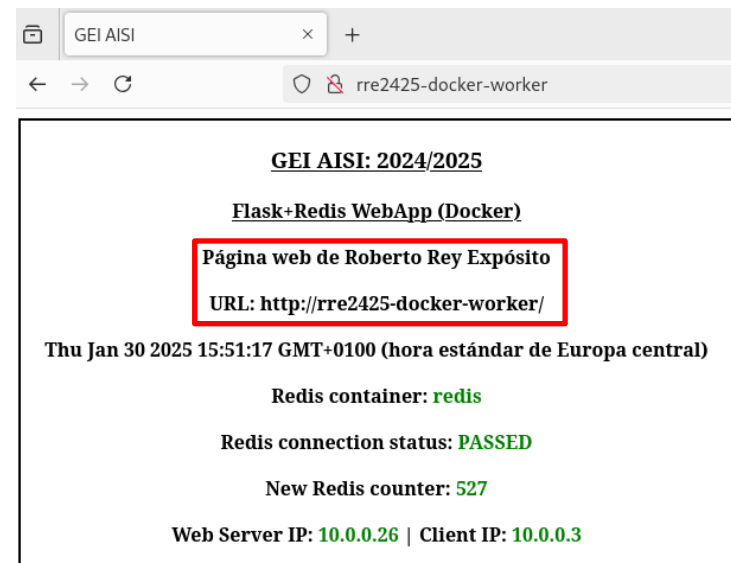 GEI AISI
rre2425-docker-worker
GEI AISI: 2024/2025
Flask+Redis WebApp (Docker)
Página web de Roberto Rey Expósito
URL: http://rre2425-docker-worker/
Thu Jan 30 2025 15:51:17 GMT+0100 (hora estándar de Europa central)
Redis container: redis
Redis connection status: PASSED
New Redis counter: 527
Web Server IP: 10.0.0.26 | Client IP: 10.0.0.3